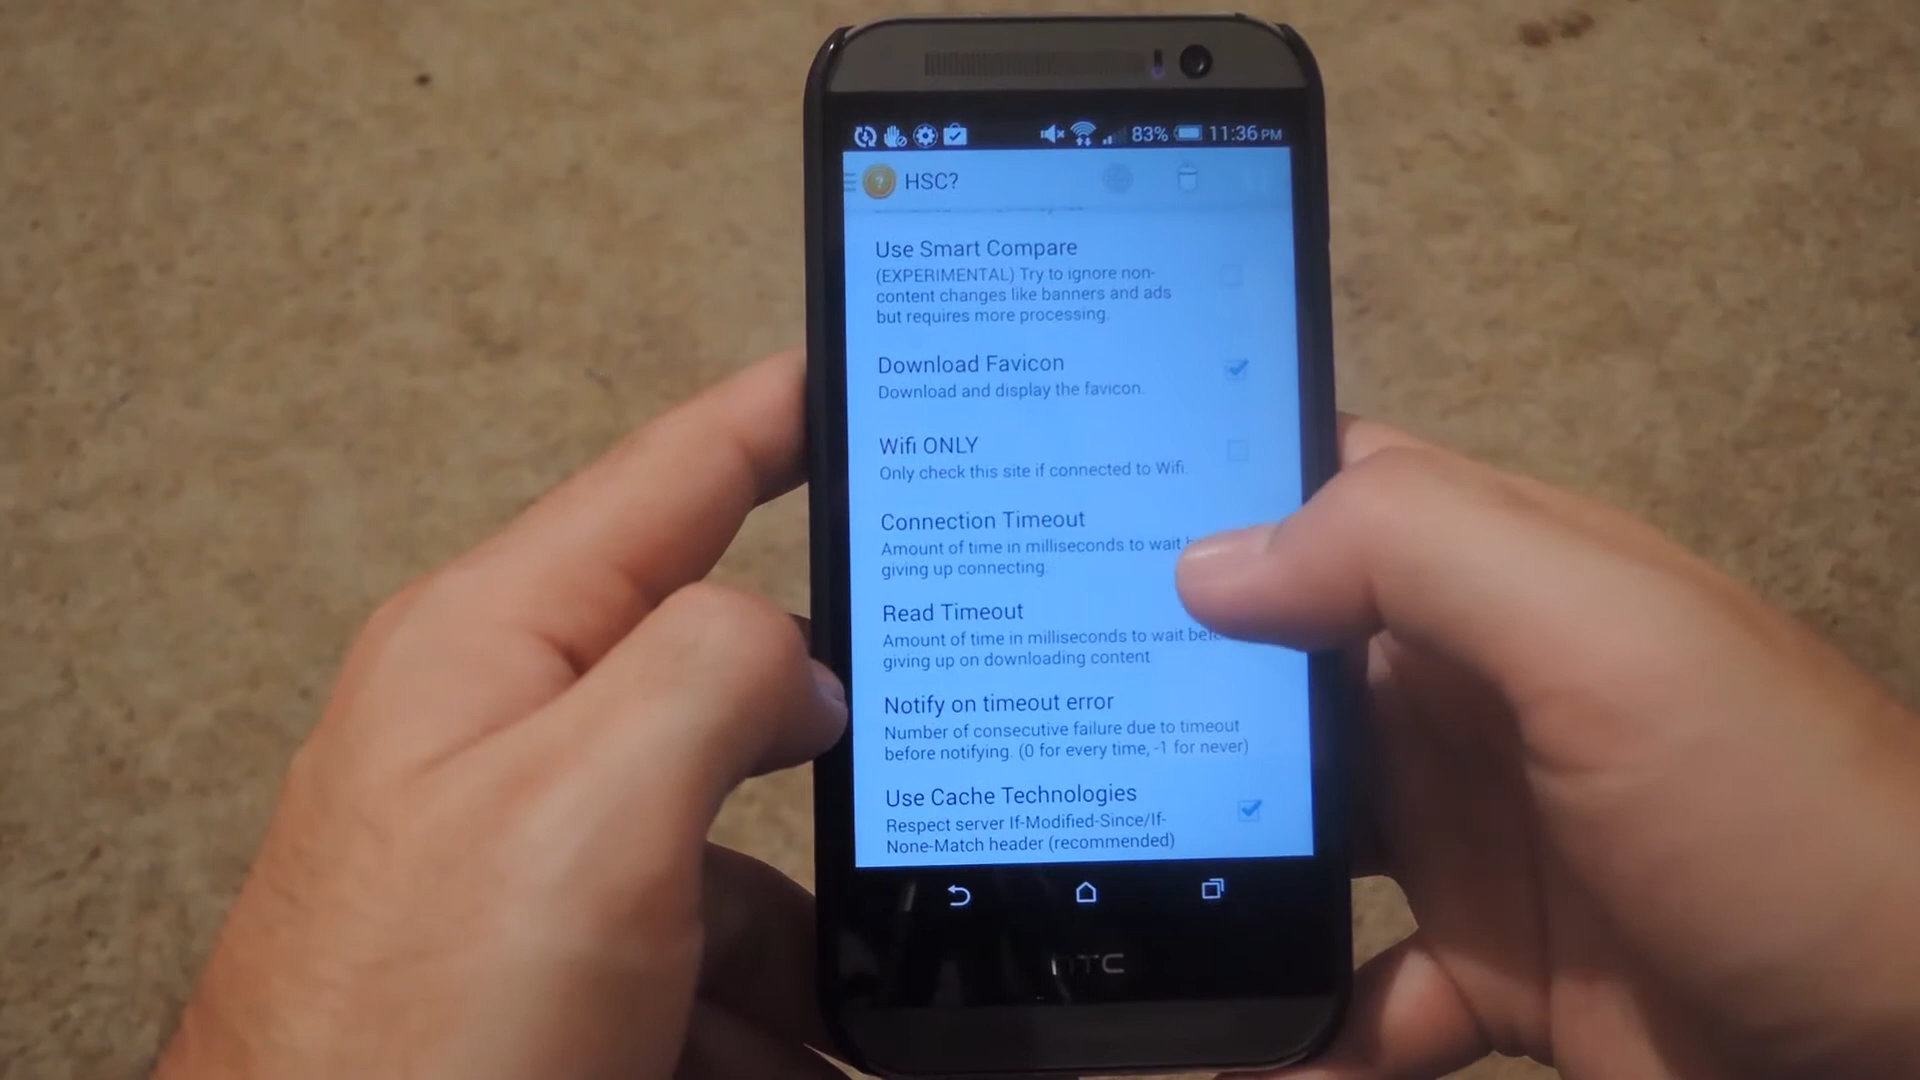 83% 11:36 PM
? HSC?
Use Smart Compare
(EXPERIMENTAL) Try to ignore non-
content changes like banners and ads
but requires more processing.
Download Favicon
Download and display the favicon.
Wifi ONLY
Only check this site if connected to Wifi.
Connection Timeout
Amount of time in milliseconds to wait
giving up connecting.
Read Timeout
Amount of time in milliseconds to wait
giving up on downloading content
Notify on timeout error
Number of consecutive failure due to timeout
before notifying. (0 for every time, -1 for never)
Use Cache Technologies
Respect server If-Modified-Since/If-
None-Match header (recommended)
hTC